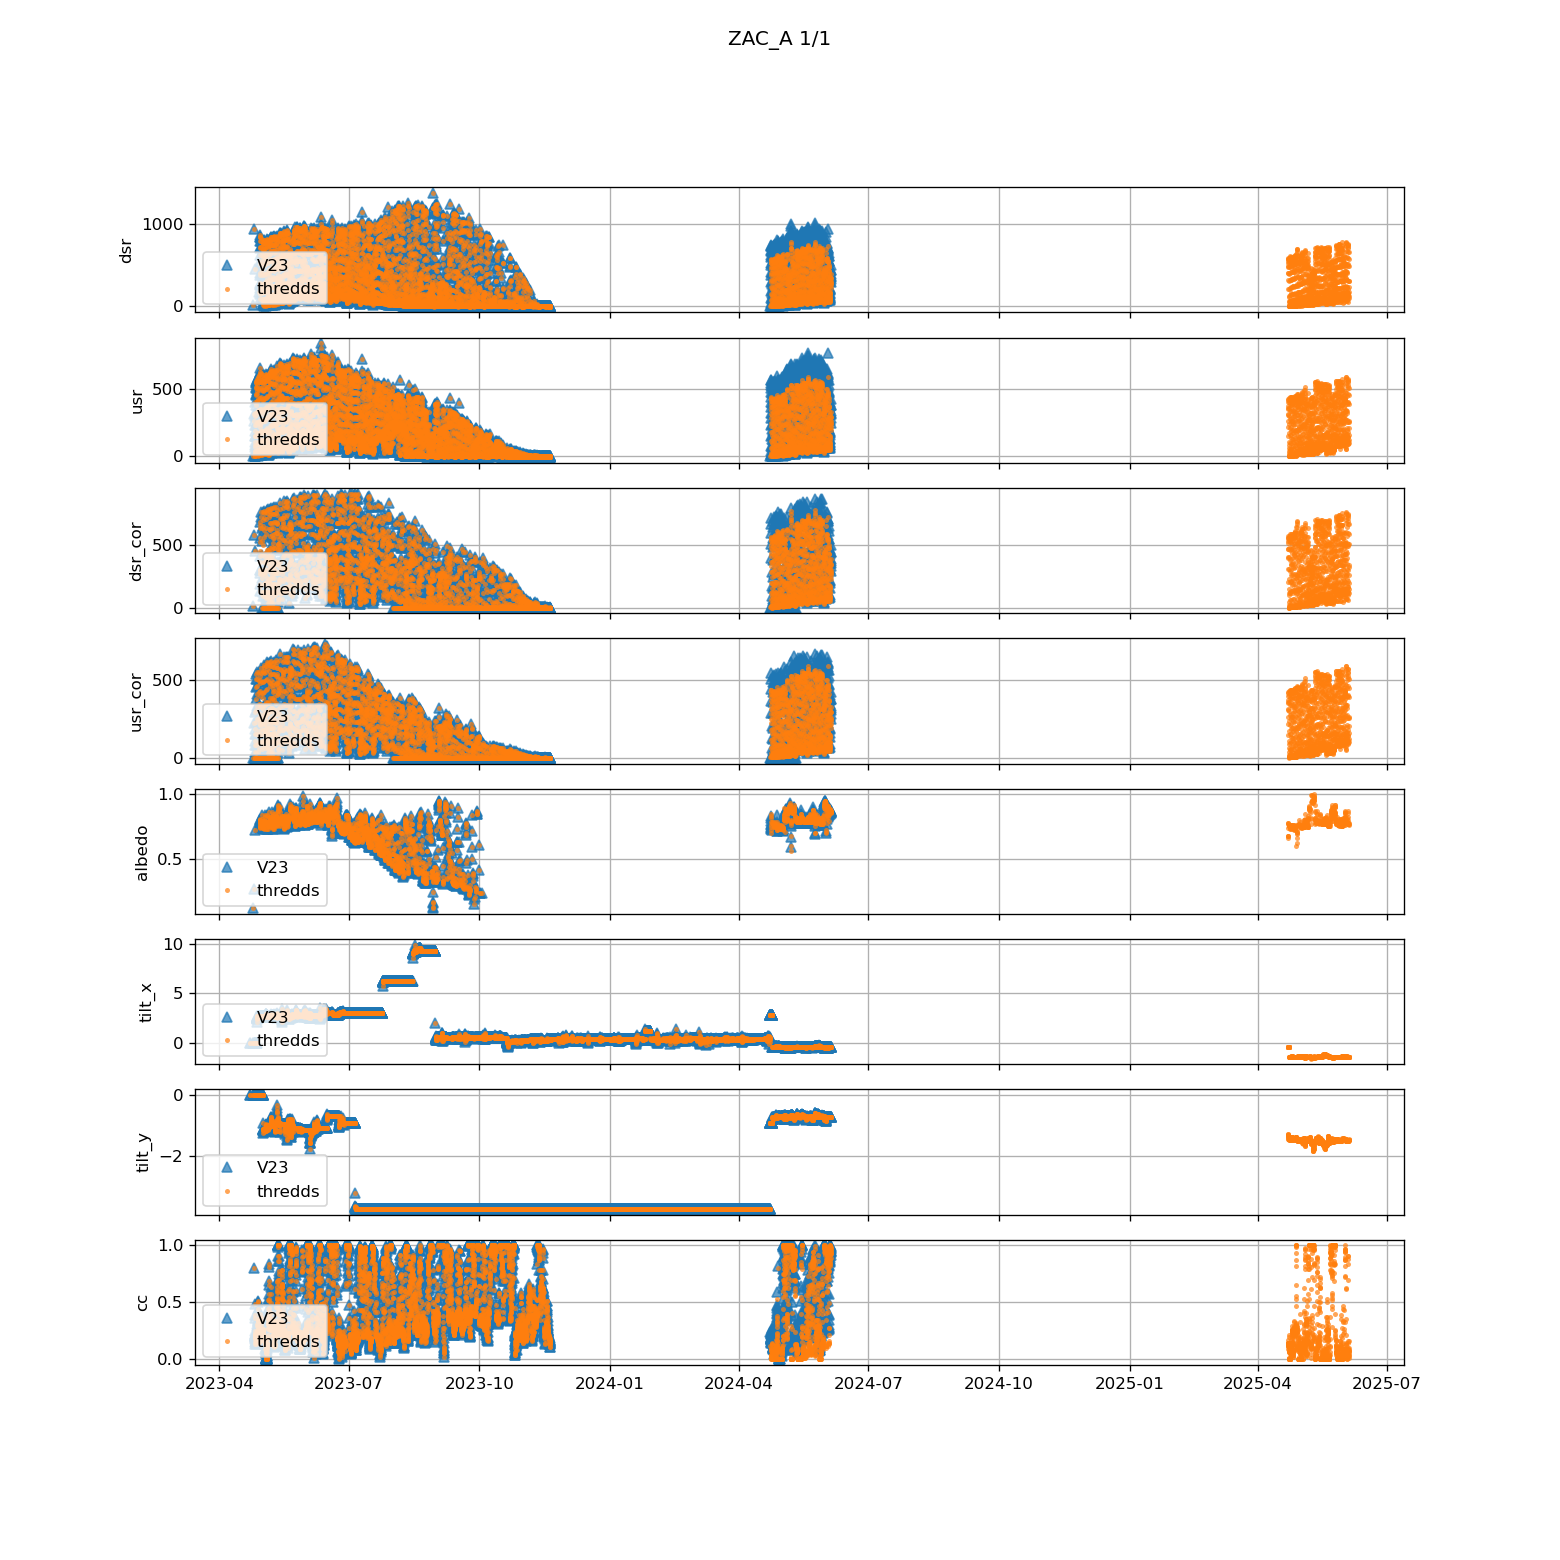 ZAC_A 1/1
dsr
1000
0
V23
thredds
usr
500
0
V23
thredds
dsr_cor
500
0
V23
thredds
usr_cor
500
0
V23
thredds
albedo
1.0
0.5
V23
thredds
tilt_x
10
5
0
V23
thredds
tilt_y
0
−2
V23
thredds
cc
1.0
0.5
0.0
V23
thredds
2023-04 2023-07 2023-10 2024-01 2024-04 2024-07 2024-10 2025-01 2025-04 2025-07